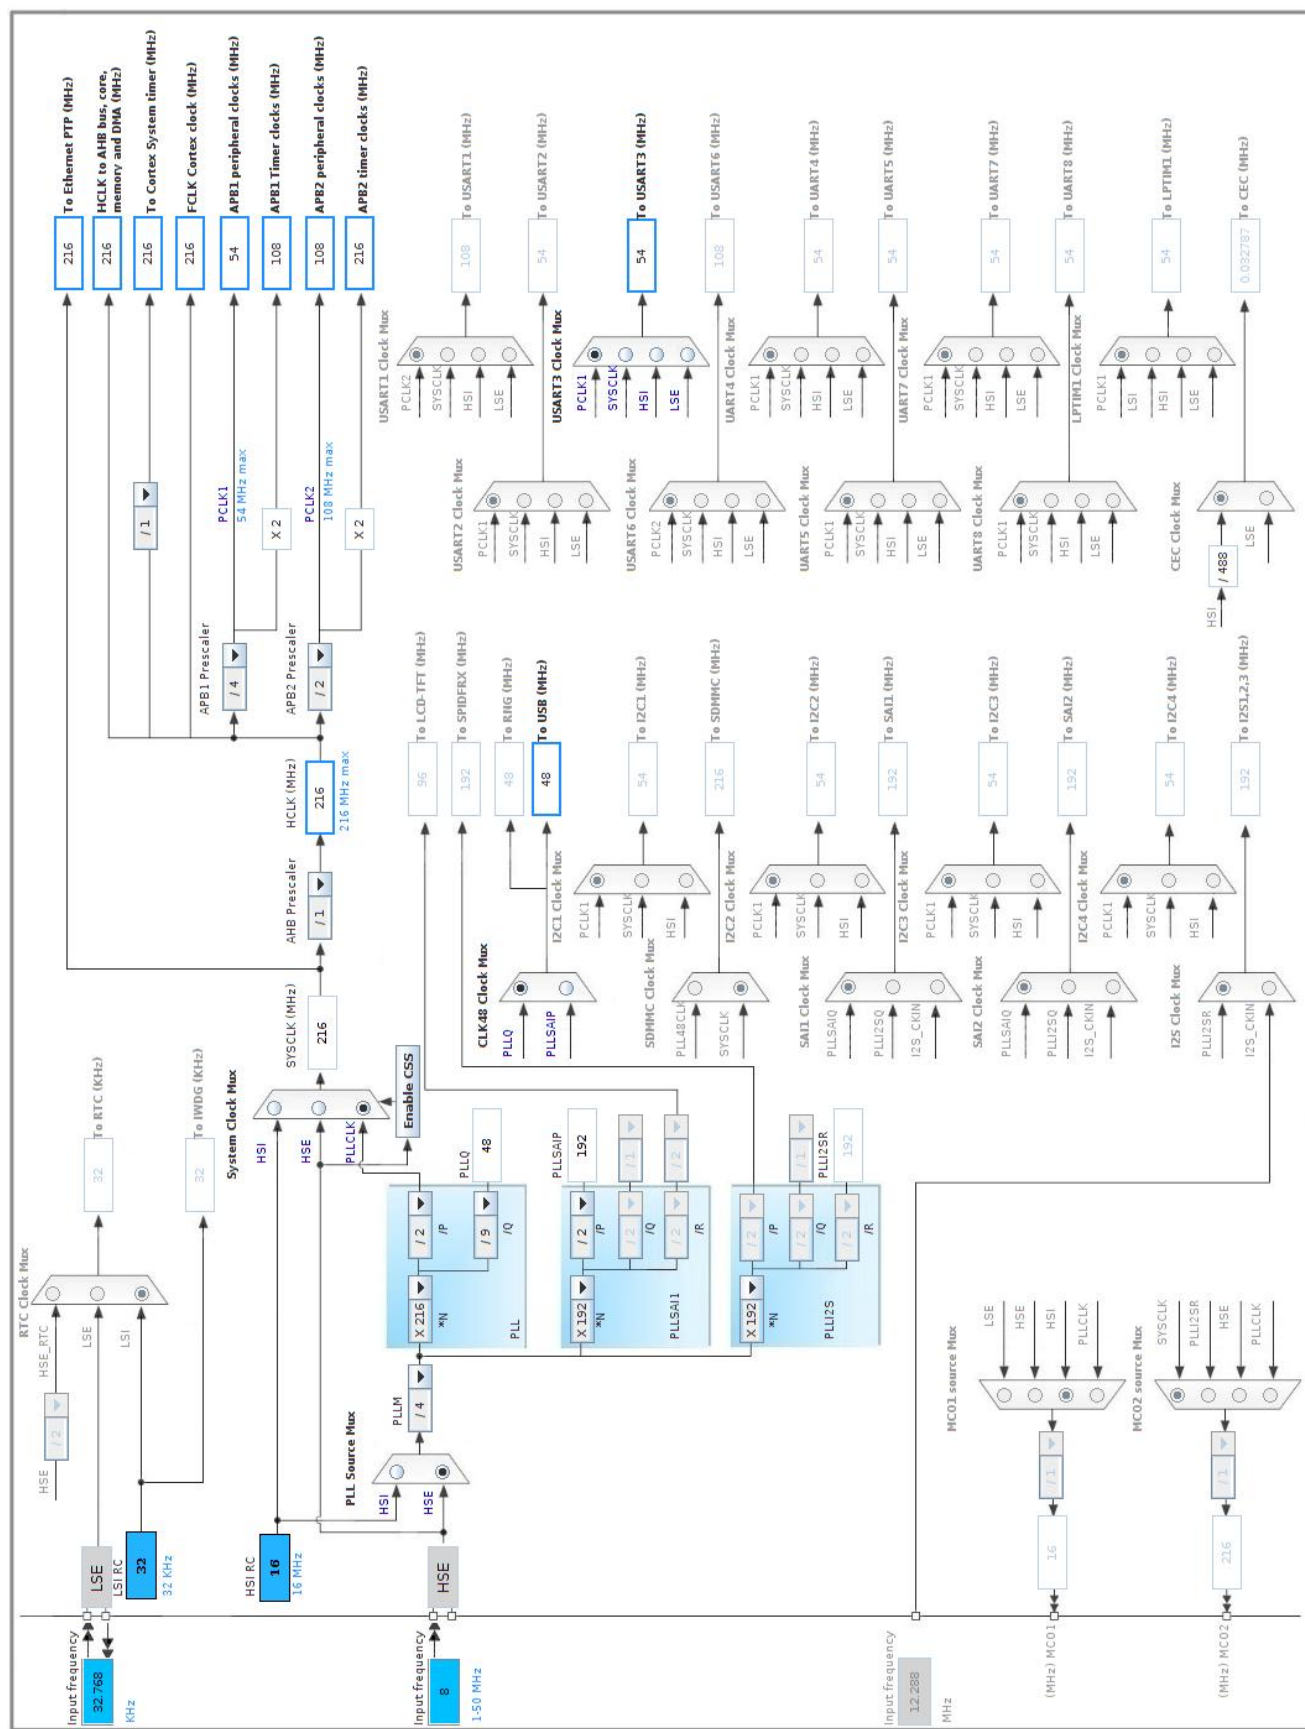 Input frequency
32.768
KHz
LSE
LSI RC
32
32 KHz
HSE
/ 2
HSE_RTC
LSE
LSI
RTC Clock Mux
32
To RTC (KHz)
32
To IWDG (KHz)
HSI RC
16
16 MHz
Input frequency
8
1-50 MHz
HSE
PLL Source Mux
HSI
HSE
PLLM
/ 4
X 216
*N
PLL
/ 2
/P
/ 9
/Q
PLLQ
48
X 192
*N
PLLSAI1
/ 2
/P
/ 2
/Q
/ 2
/R
PLLSAIP
192
/ 1
/ 2
X 192
*N
PLLI2S
/ 2
/P
/ 2
/Q
/ 2
/R
/ 1
PLLI2SR
192
System Clock Mux
HSI
HSE
PLLCLK
Enable CSS
SYSCLK (MHz)
216
AHB Prescaler
/ 1
HCLK (MHz)
216
216 MHz max
APB1 Prescaler
/ 4
APB2 Prescaler
/ 2
/ 1
PCLK1
54 MHz max
X 2
PCLK2
108 MHz max
X 2
216
To Ethernet PTP (MHz)
216
HCLK to AHB bus, core,
memory and DMA (MHz)
216
To Cortex System timer (MHz)
216
FCLK Cortex clock (MHz)
54
APB1 peripheral clocks (MHz)
108
APB1 Timer clocks (MHz)
108
APB2 peripheral clocks (MHz)
216
APB2 timer clocks (MHz)
96
To LCD-TFT (MHz)
192
To SPIDFRX (MHz)
48
To RNG (MHz)
48
To USB (MHz)
CLK48 Clock Mux
PLLQ
PLLSAIP
I2C1 Clock Mux
PCLK1
SYSCLK
HSI
54
To I2C1 (MHz)
SDMMC Clock Mux
PLL48CLK
SYSCLK
216
To SDMMC (MHz)
I2C2 Clock Mux
PCLK1
SYSCLK
HSI
54
To I2C2 (MHz)
SAI1 Clock Mux
PLLSAIQ
PLLI2SQ
I2S_CKIN
192
To SAI1 (MHz)
I2C3 Clock Mux
PCLK1
SYSCLK
HSI
54
To I2C3 (MHz)
SAI2 Clock Mux
PLLSAIQ
PLLI2SQ
I2S_CKIN
192
To SAI2 (MHz)
I2C4 Clock Mux
PCLK1
SYSCLK
HSI
54
To I2C4 (MHz)
I2S Clock Mux
PLLI2SR
I2S_CKIN
192
To I2S1,2,3 (MHz)
USART1 Clock Mux
PCLK2
SYSCLK
HSI
LSE
108
To USART1 (MHz)
USART2 Clock Mux
PCLK1
SYSCLK
HSI
LSE
54
To USART2 (MHz)
USART3 Clock Mux
PCLK1
SYSCLK
HSI
LSE
54
To USART3 (MHz)
USART6 Clock Mux
PCLK2
SYSCLK
HSI
LSE
108
To USART6 (MHz)
UART4 Clock Mux
PCLK1
SYSCLK
HSI
LSE
54
To UART4 (MHz)
UART5 Clock Mux
PCLK1
SYSCLK
HSI
LSE
54
To UART5 (MHz)
UART7 Clock Mux
PCLK1
SYSCLK
HSI
LSE
54
To UART7 (MHz)
UART8 Clock Mux
PCLK1
SYSCLK
HSI
LSE
54
To UART8 (MHz)
LPTIM1 Clock Mux
PCLK1
LSI
HSI
LSE
54
To LPTIM1 (MHz)
CEC Clock Mux
HSI
/ 488
LSE
0.032787
To CEC (MHz)
Input frequency
12.288
MHz
MCO1 source Mux
LSE
HSE
HSI
PLLCLK
/ 1
16
(MHz) MCO1
MCO2 source Mux
SYSCLK
PLLI2SR
HSE
PLLCLK
/ 1
216
(MHz) MCO2